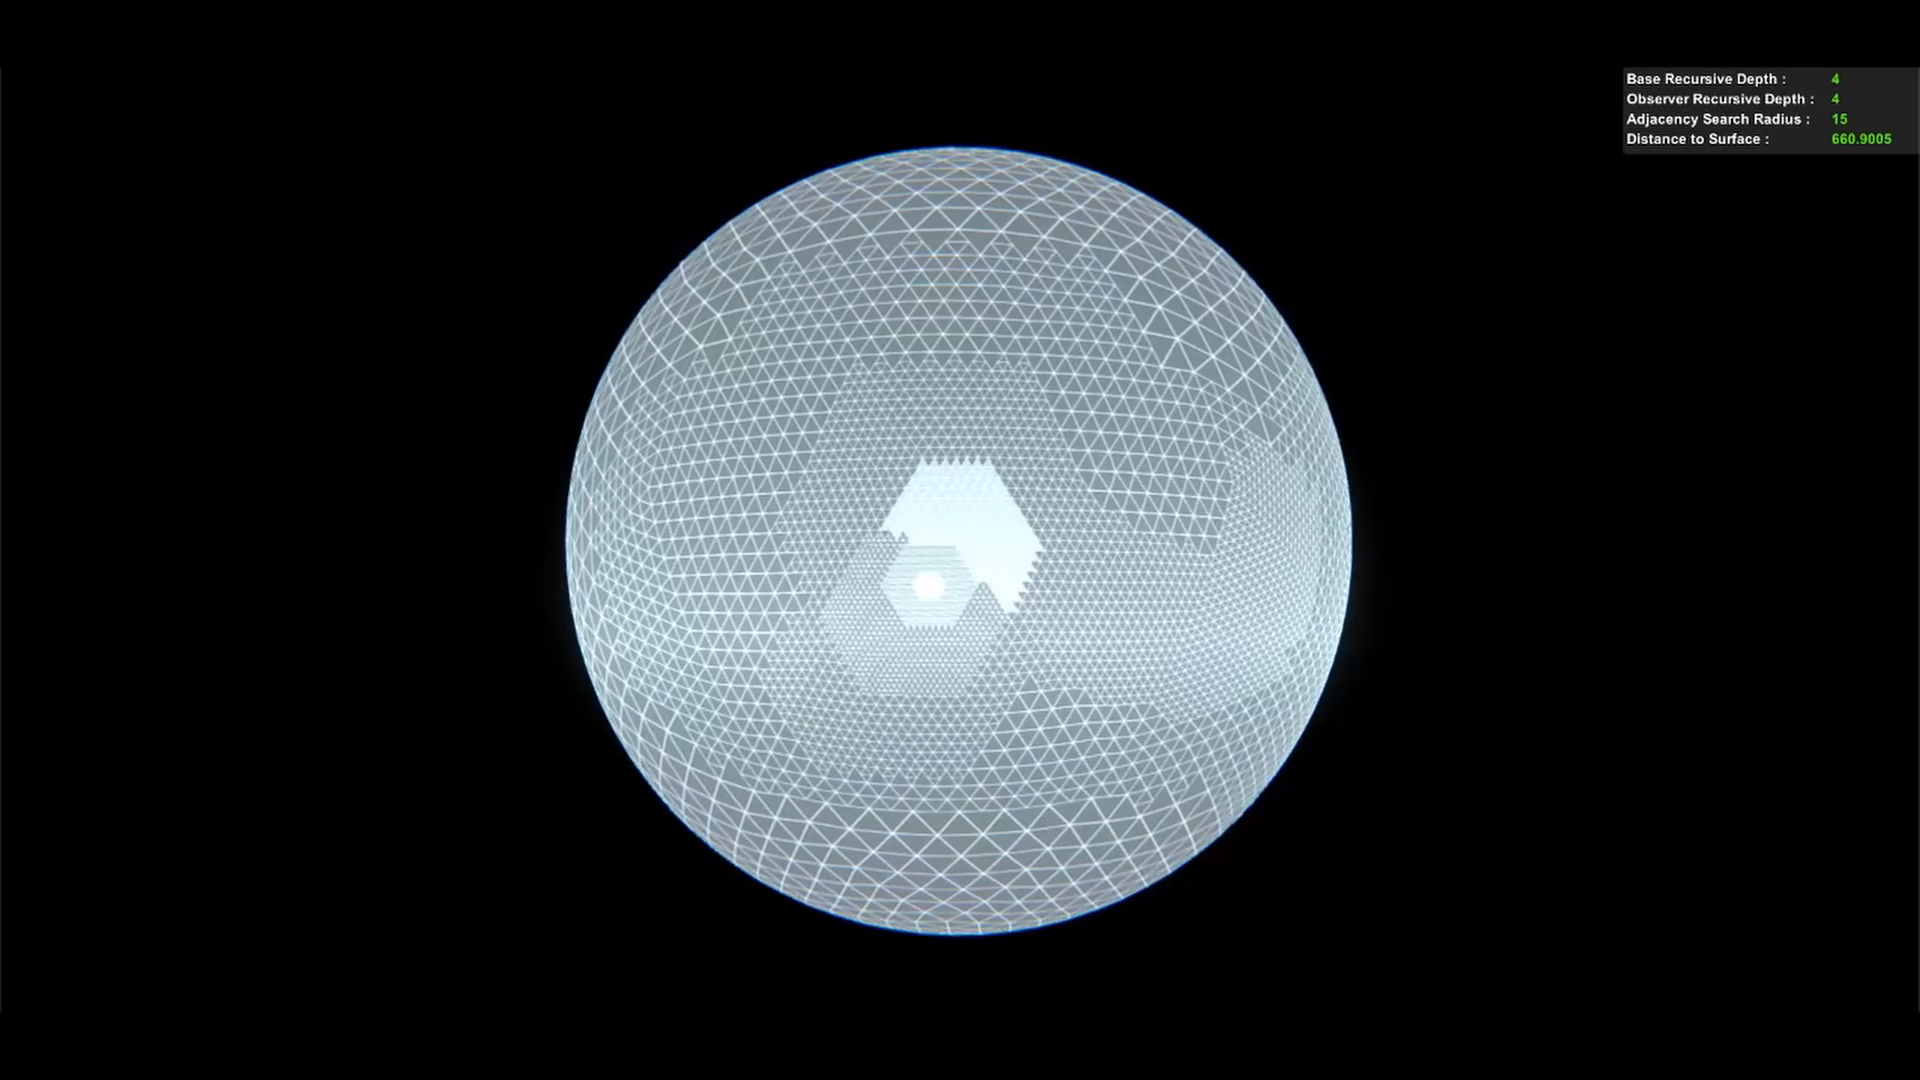 Base Recursive Depth : 4
Observer Recursive Depth : 4
Adjacency Search Radius : 15
Distance to Surface : 660.9005